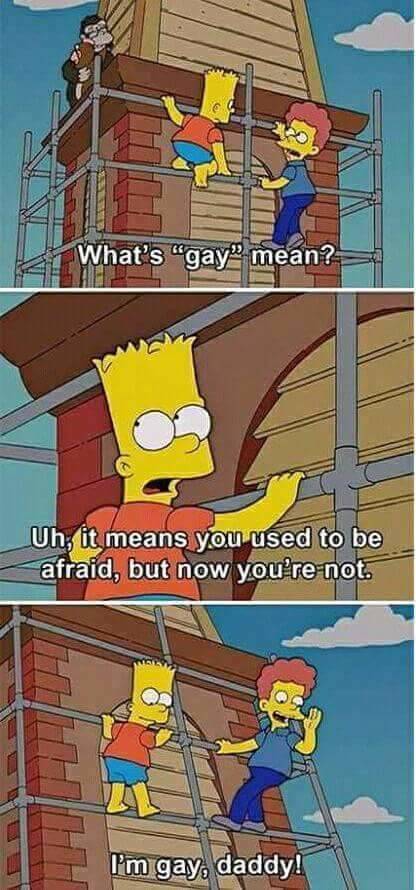 What's “gay” mean?
Uh, it means you used to be
afraid, but now you're not.
I'm gay, daddy!